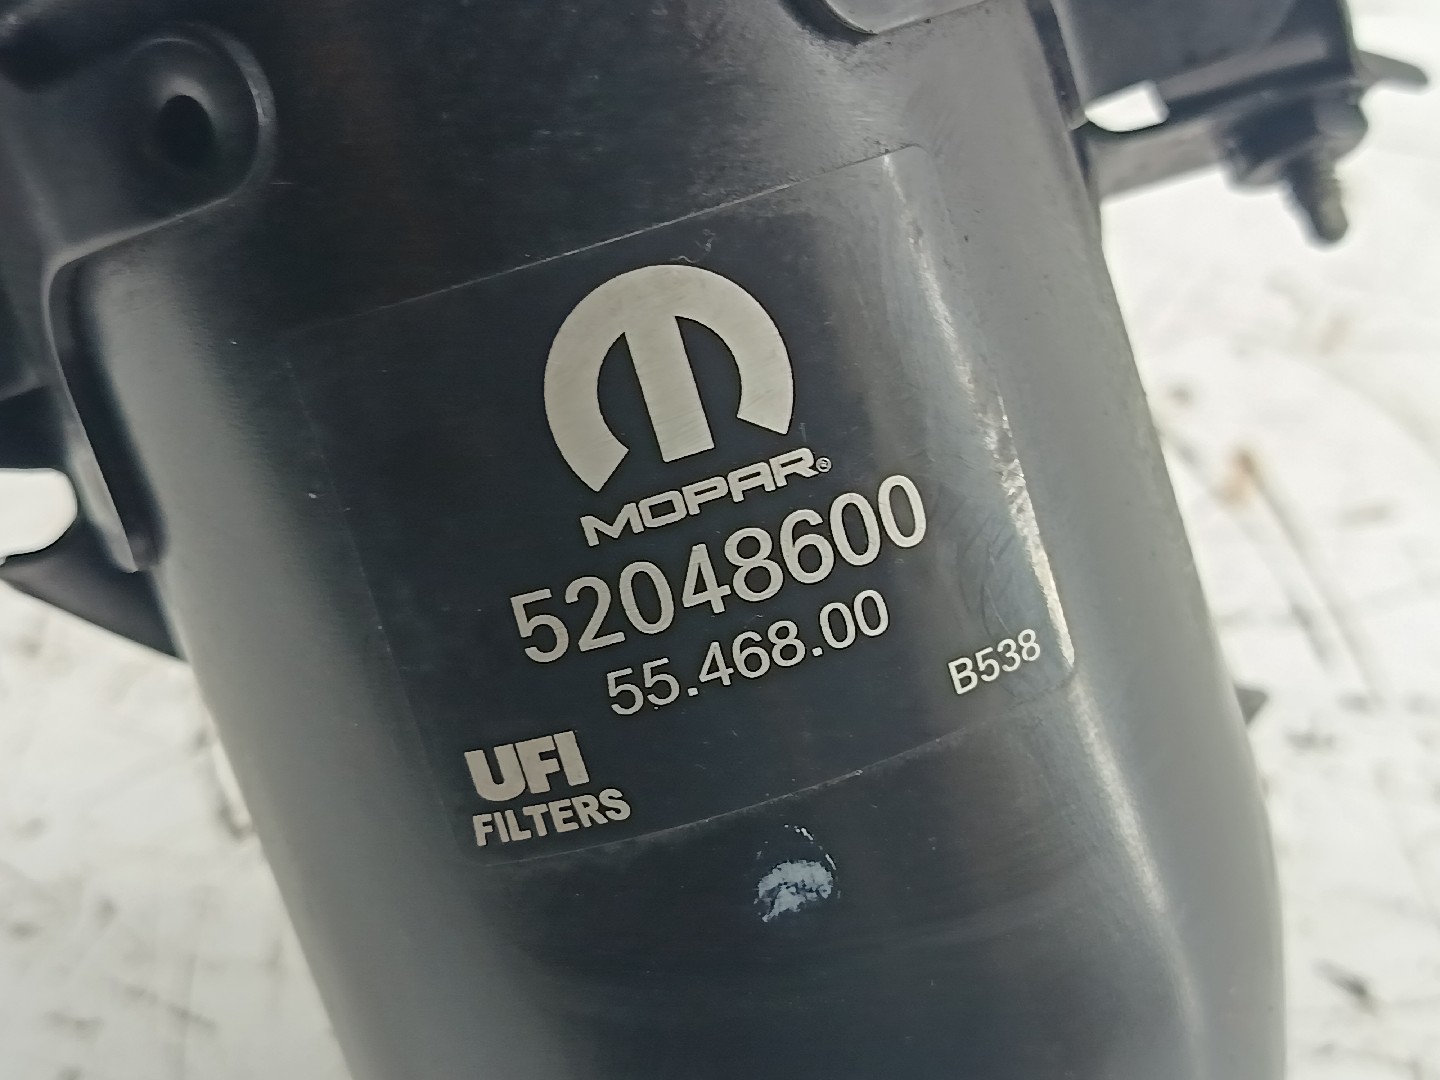 MOPAR®
52048600
55.468.00
B538
UFI
FILTERS